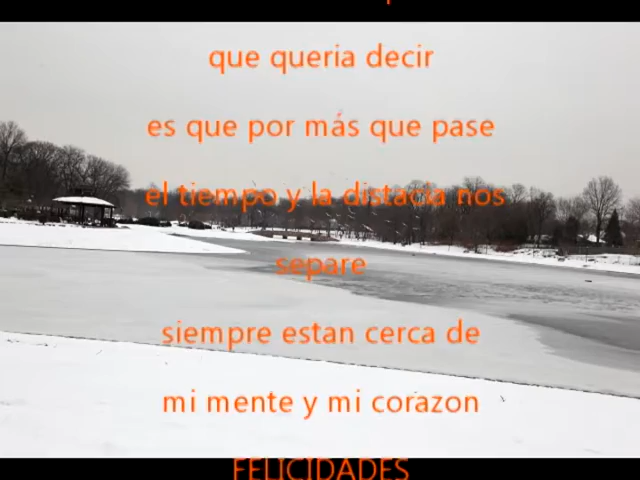 que queria decir
es que por más que pase
el tiempo y la distacia nos
separe
siempre estan cerca de
mi mente y mi corazon
FELICIDADES